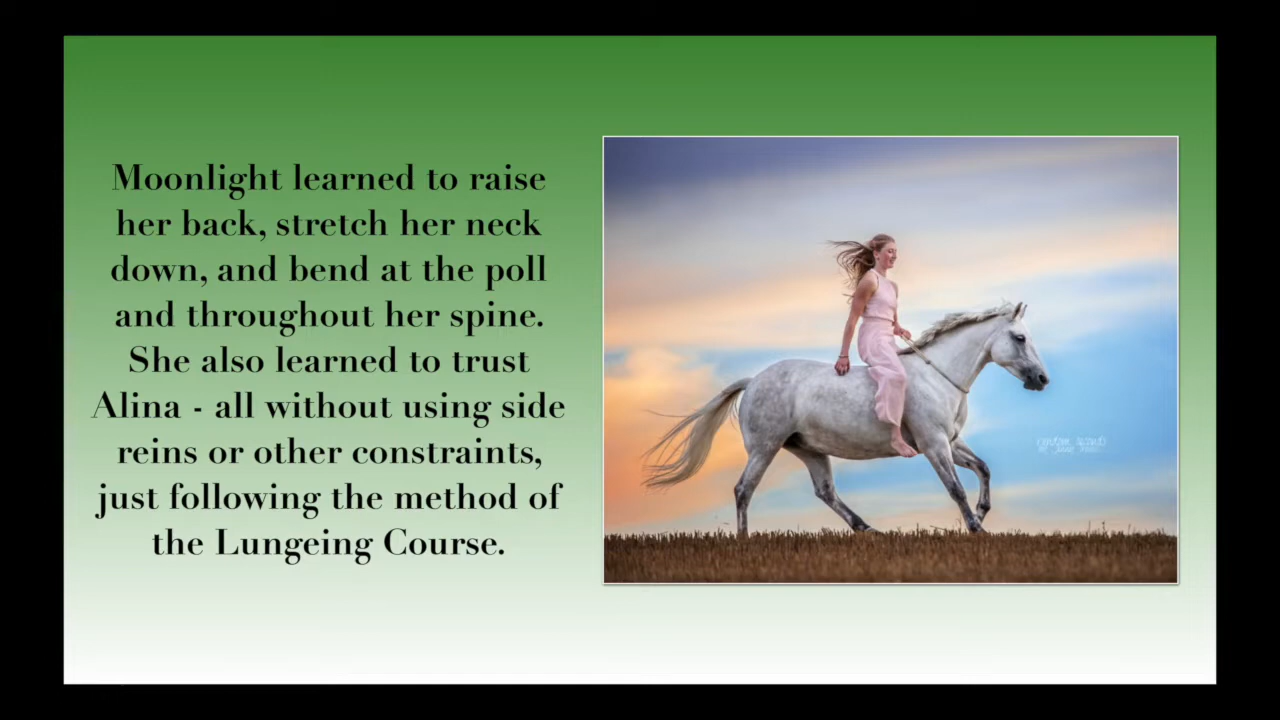 Moonlight learned to raise
her back, stretch her neck
down, and bend at the poll
and throughout her spine.
She also learned to trust
Alina - all without using side
reins or other constraints,
just following the method of
the Lungeing Course.